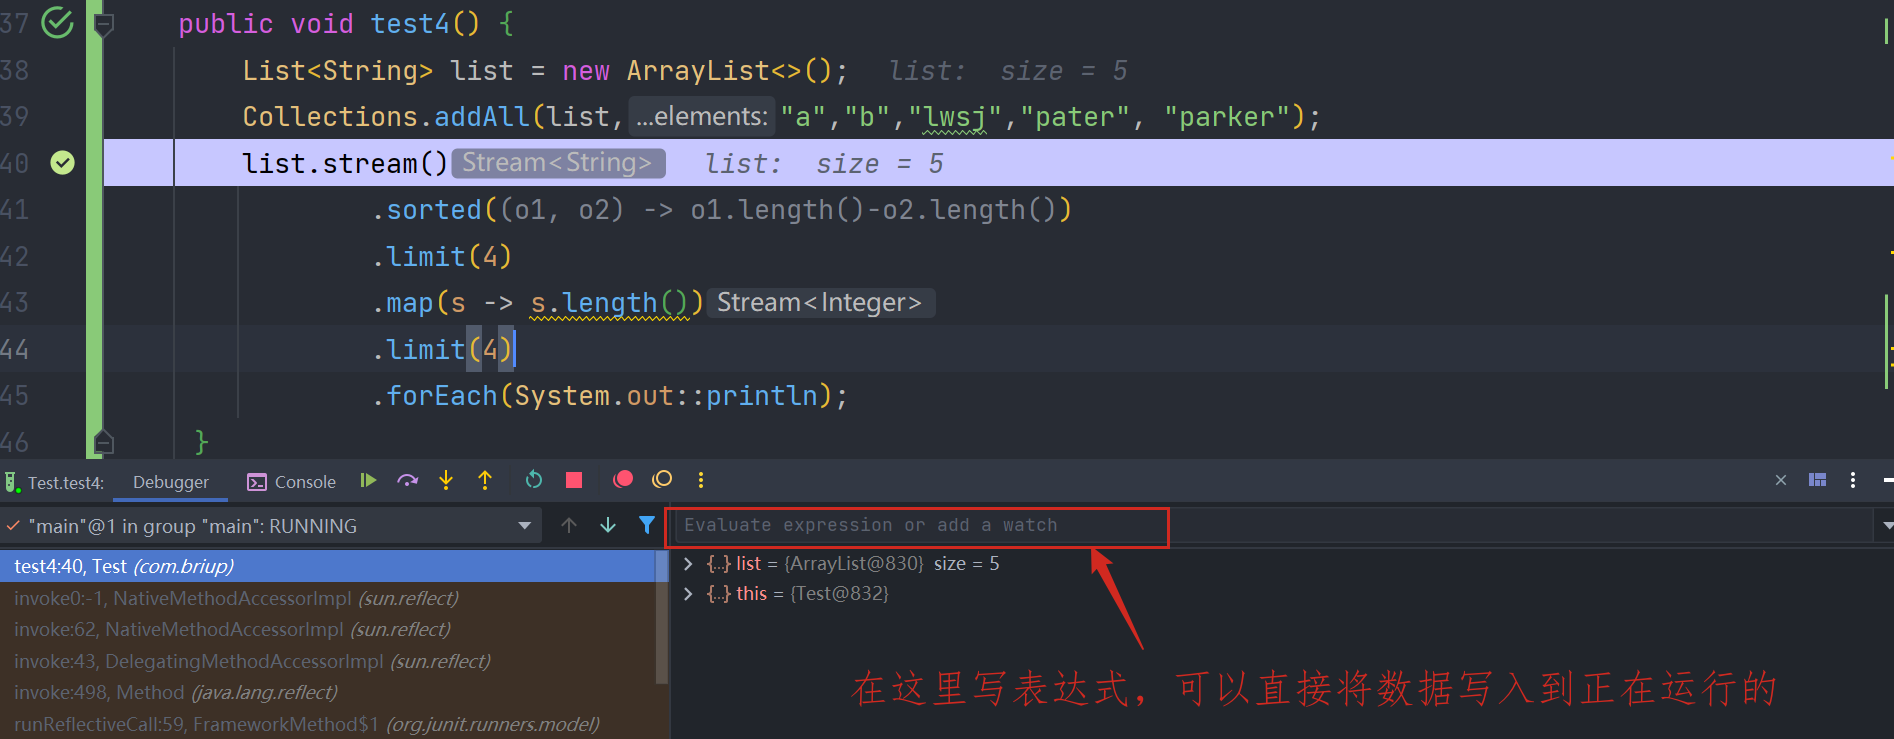 37 public void test4() {
38 List<String> list = new ArrayList<>(); list: size = 5
39 Collections.addAll(list, ...elements: "a","b","lwsj","pater", "parker");
40 list.stream() Stream<String> list: size = 5
41 .sorted((o1, o2) -> o1.length()-o2.length())
42 .limit(4)
43 .map(s -> s.length()) Stream<Integer>
44 .limit(4)
45 .forEach(System.out::println);
46 }
Test.test4: Debugger Console
"main"@1 in group "main": RUNNING
Evaluate expression or add a watch
test4:40, Test (com.briup)
invoke0:-1, NativeMethodAccessorImpl (sun.reflect)
invoke:62, NativeMethodAccessorImpl (sun.reflect)
invoke:43, DelegatingMethodAccessorImpl (sun.reflect)
invoke:498, Method (java.lang.reflect)
runReflectiveCall:59, FrameworkMethod$1 (org.junit.runners.model)
{...} list = {ArrayList@830} size = 5
{...} this = {Test@832}
在这里写表达式，可以直接将数据写入到正在运行的